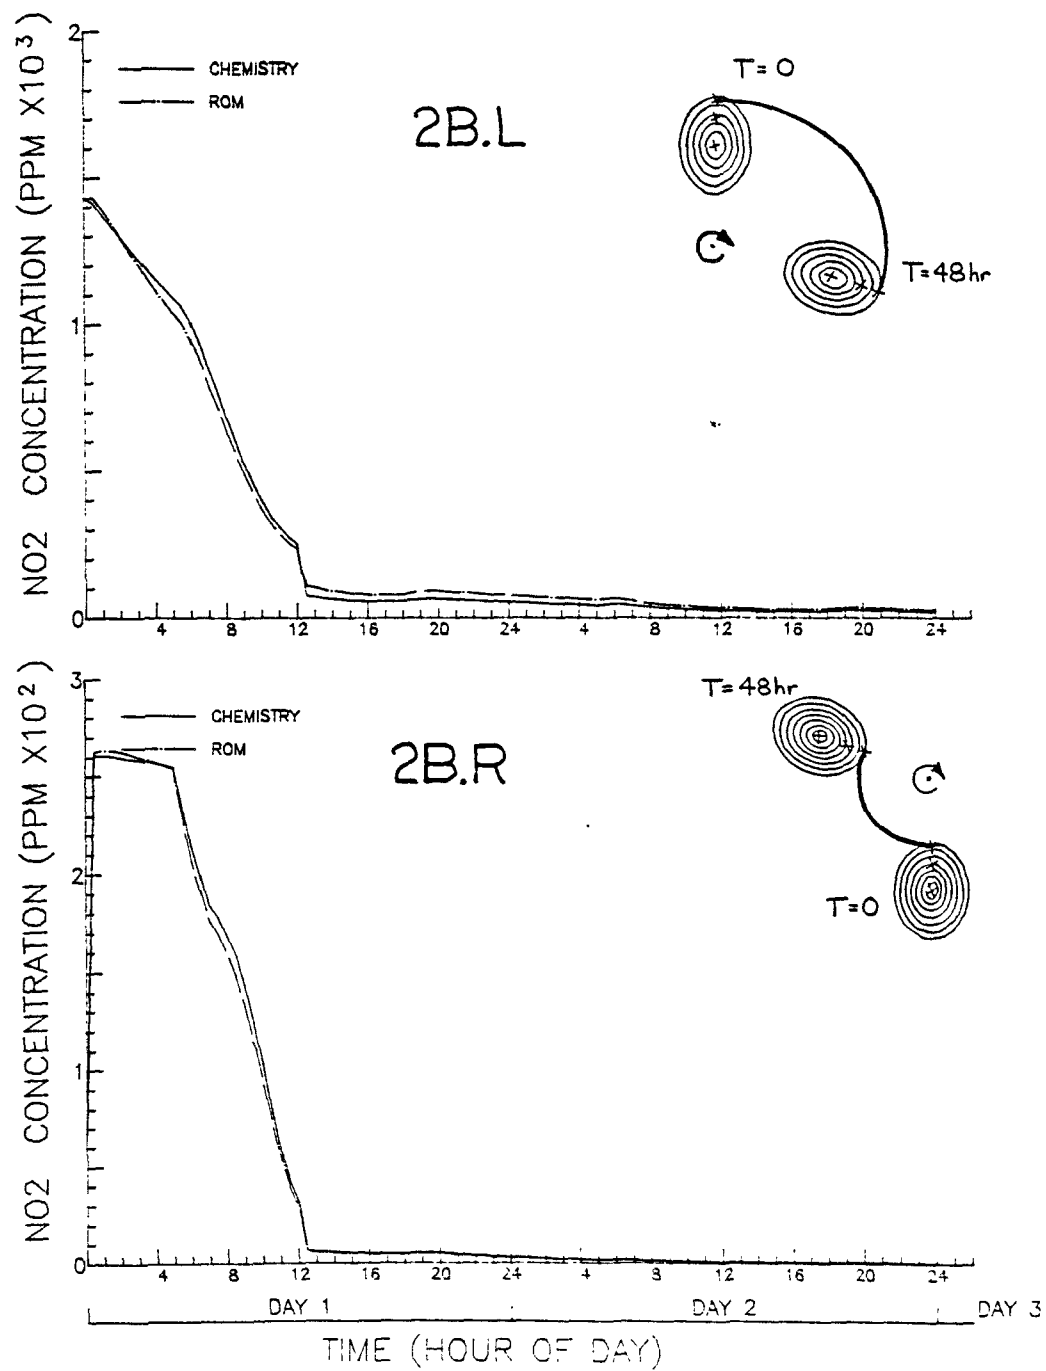 NO2 CONCENTRATION (PPM X10³)
2
1
0
CHEMISTRY
ROM
2B.L
T=0
T=48hr
4 8 12 16 20 24 4 8 12 16 20 24
NO2 CONCENTRATION (PPM X10²)
3
2
1
0
CHEMISTRY
ROM
2B.R
T=48hr
T=0
4 8 12 16 20 24 4 8 12 16 20 24
DAY 1 DAY 2 DAY 3
TIME (HOUR OF DAY)